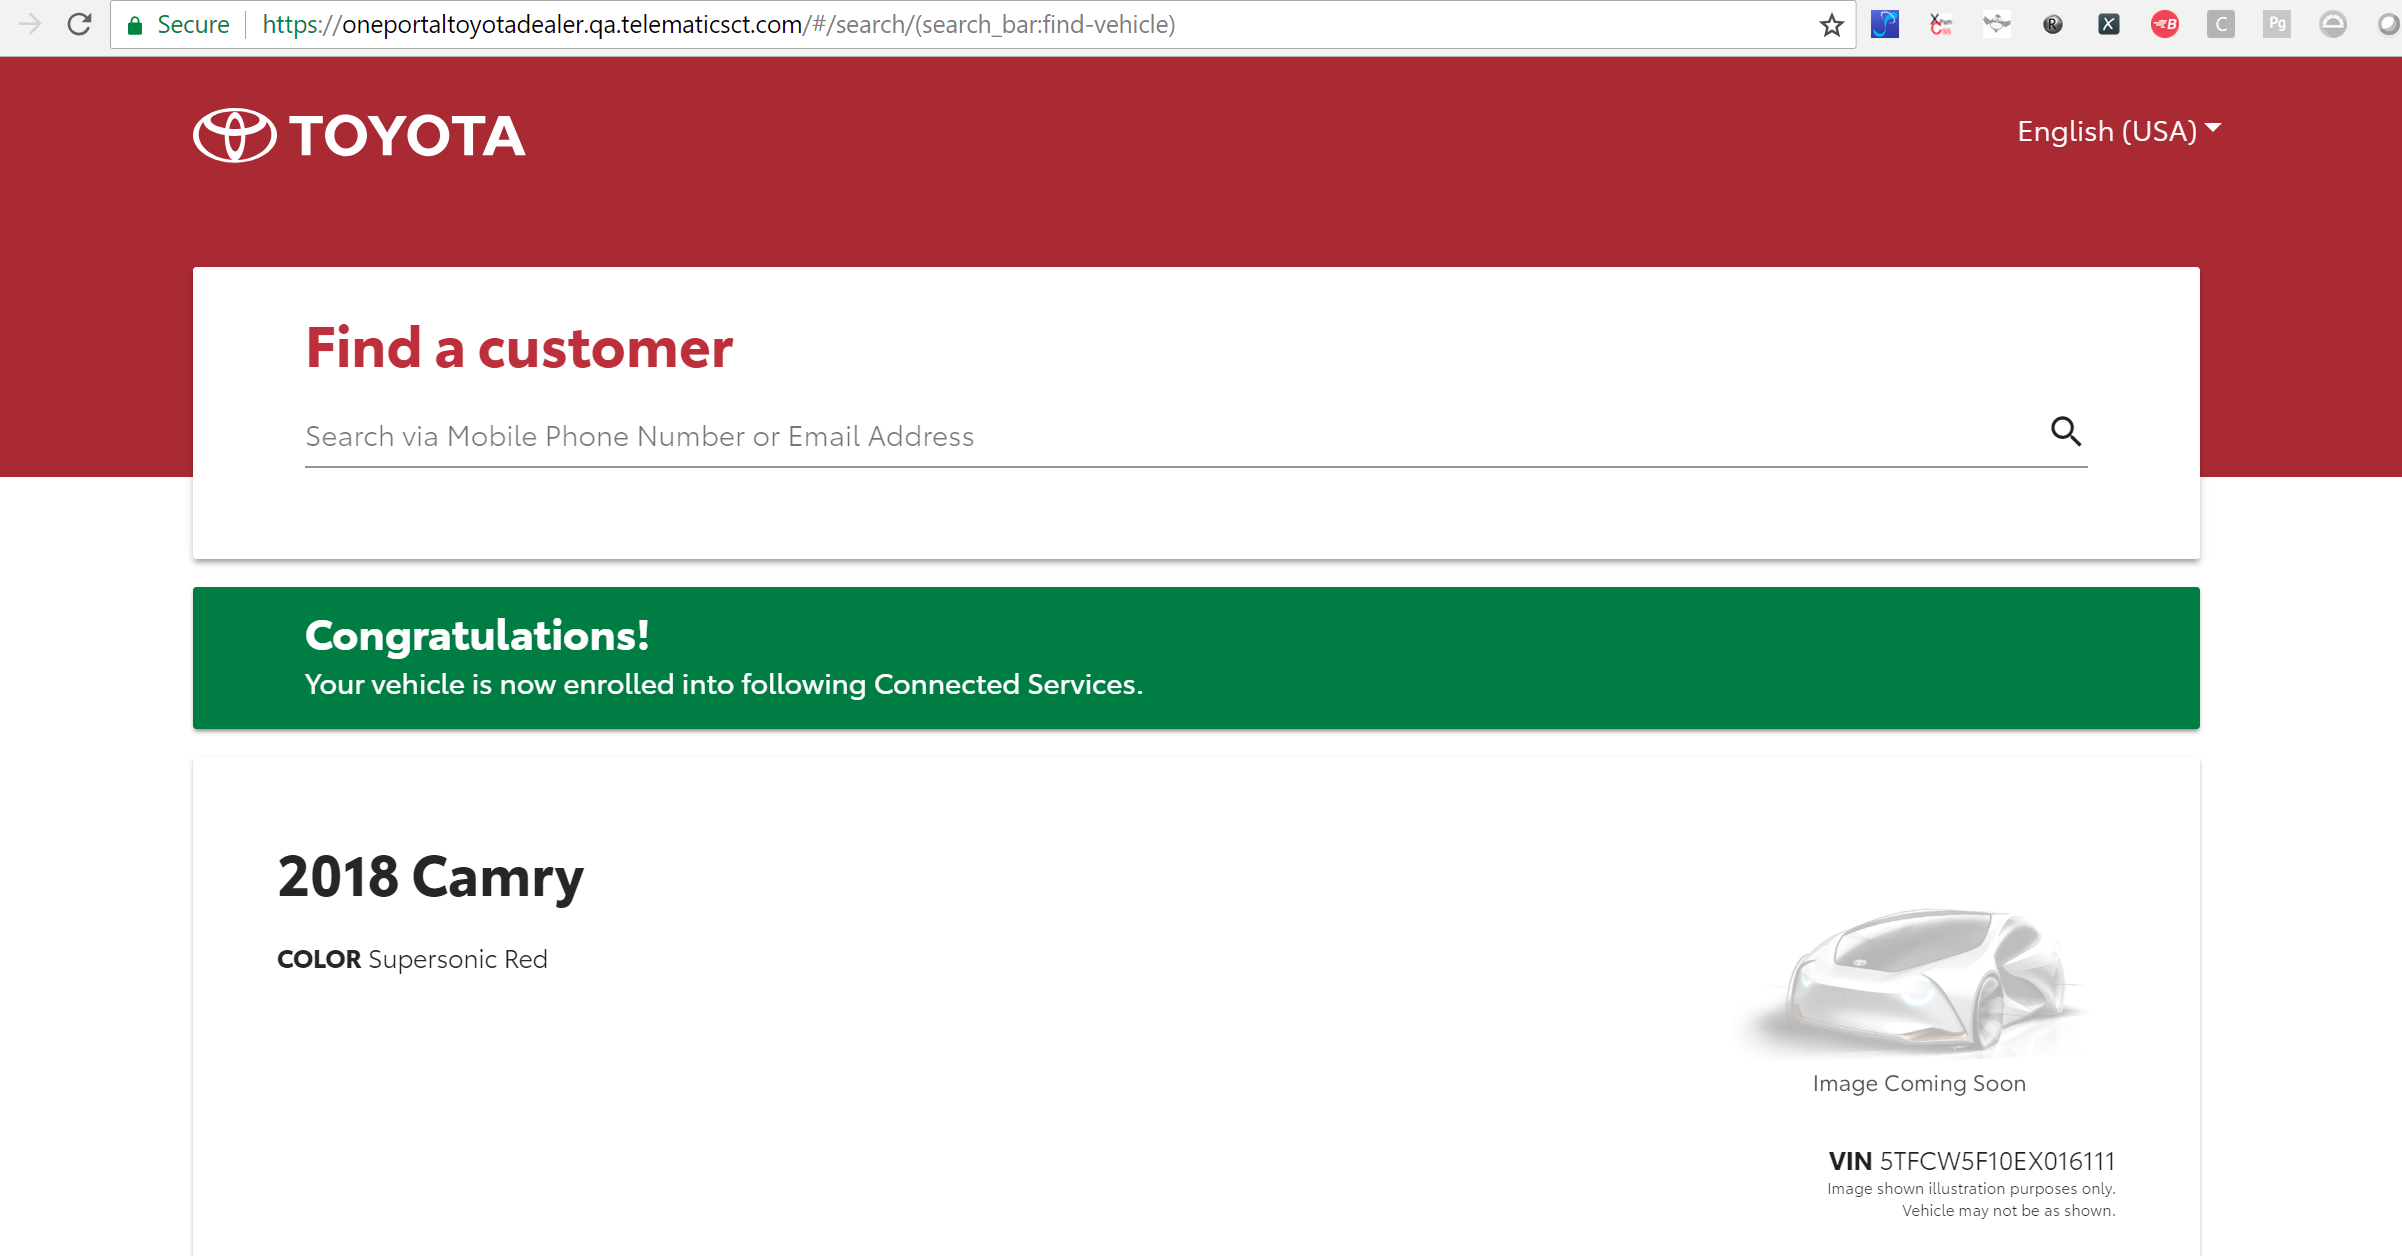 Secure https://oneportaltoyotadealer.qa.telematicsct.com/#/search/(search_bar:find-vehicle)
TOYOTA
English (USA)
Find a customer
Search via Mobile Phone Number or Email Address
Congratulations!
Your vehicle is now enrolled into following Connected Services.
2018 Camry
COLOR Supersonic Red
Image Coming Soon
VIN 5TFCW5F10EX016111
Image shown illustration purposes only.
Vehicle may not be as shown.